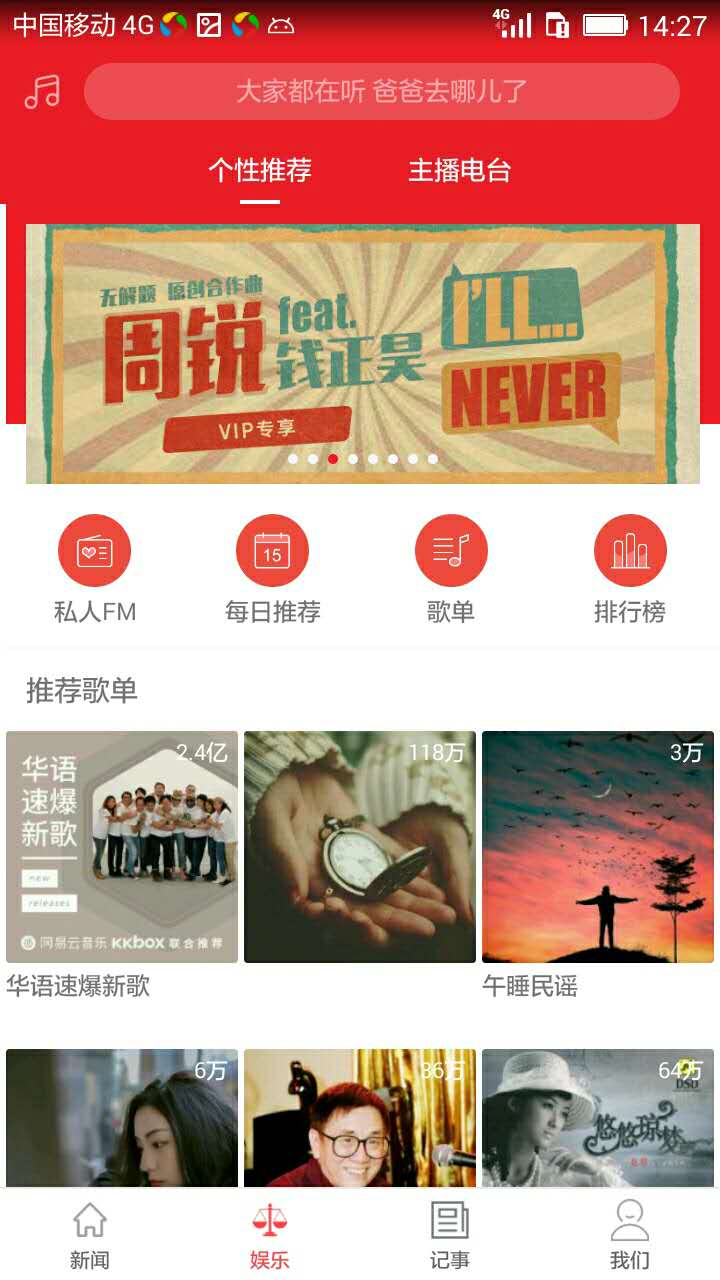 中国移动 4G
4G
14:27
大家都在听 爸爸去哪儿了
个性推荐
主播电台
无解题 原创合作曲
周锐
feat.
钱正昊
I'LL...
NEVER
VIP专享
私人FM
15
每日推荐
歌单
排行榜
推荐歌单
2.4亿
华语
速爆
新歌
new
releases
网易云音乐 KKBOX 联合推荐
118万
3万
华语速爆新歌
午睡民谣
6万
36万
64万
DSD
悠悠琼梦
新闻
娱乐
记事
我们